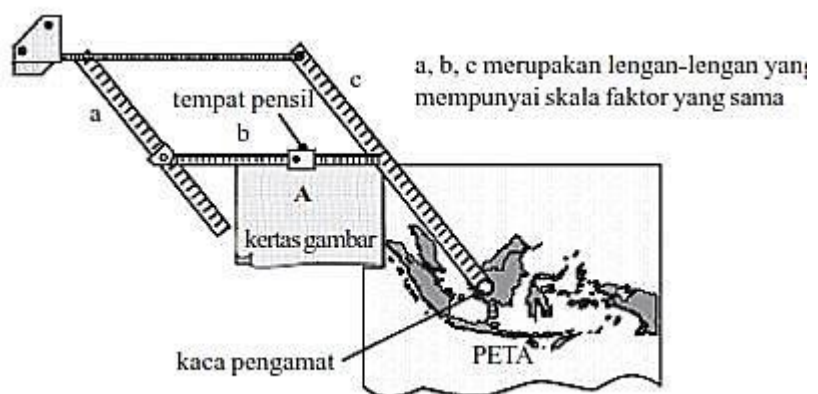 a, b, c merupakan lengan-lengan yang
mempunyai skala faktor yang sama
c
tempat pensil
a
b
A
kertas gambar
PETA
kaca pengamat